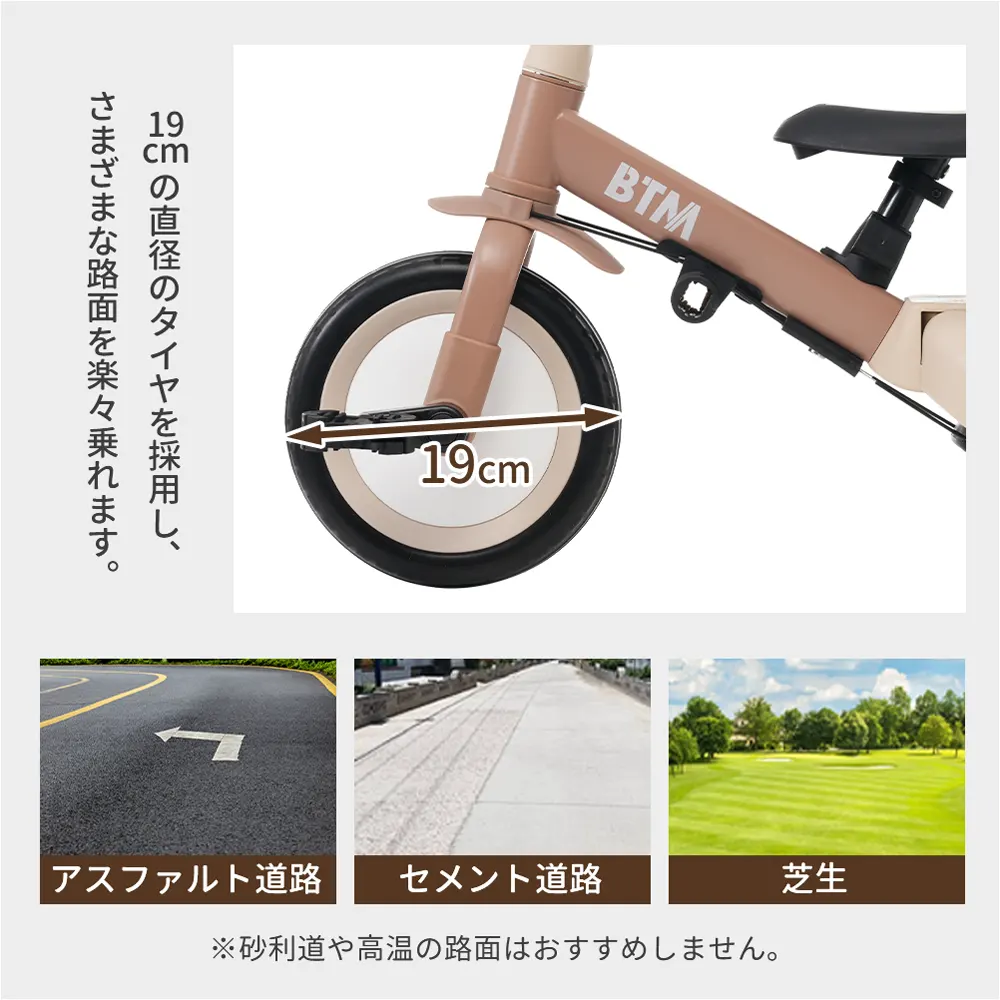 19cmの直径のタイヤを採用し、
さまざまな路面を楽々乗れます。
BTM
19cm
アスファルト道路
セメント道路
芝生
※砂利道や高温の路面はおすすめしません。